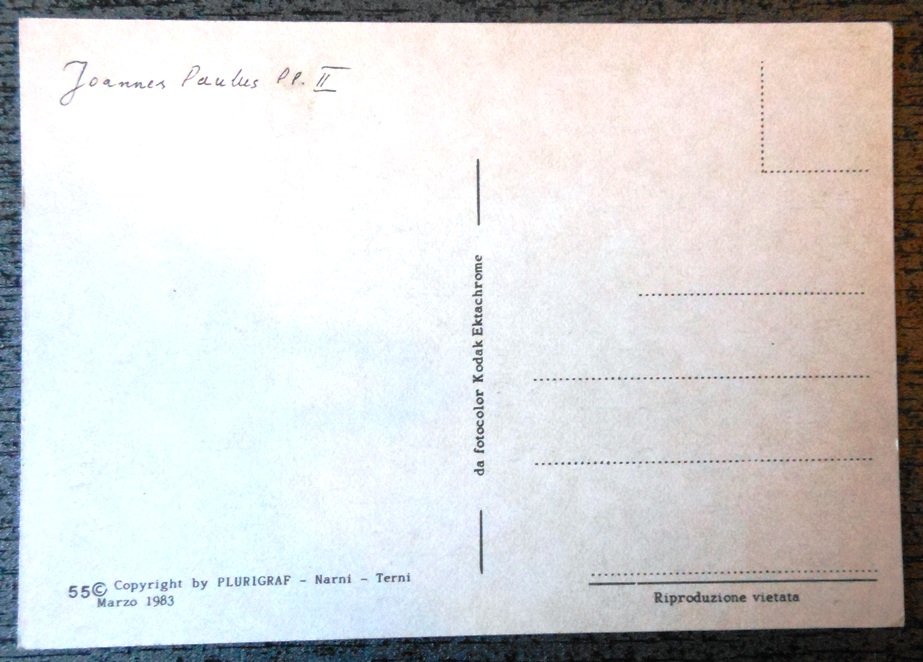 Joannes Paulus PP. II
da fotocolor Kodak Ektachrome
55© Copyright by PLURIGRAF - Narni - Terni
Marzo 1983
Riproduzione vietata